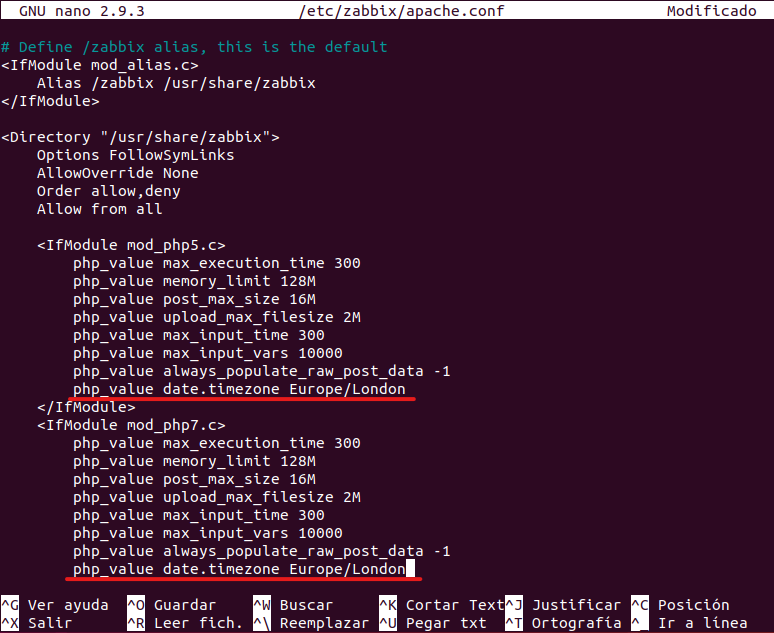 GNU nano 2.9.3 /etc/zabbix/apache.conf Modificado
# Define /zabbix alias, this is the default
<IfModule mod_alias.c>
    Alias /zabbix /usr/share/zabbix
</IfModule>
<Directory "/usr/share/zabbix">
    Options FollowSymLinks
    AllowOverride None
    Order allow,deny
    Allow from all
    <IfModule mod_php5.c>
        php_value max_execution_time 300
        php_value memory_limit 128M
        php_value post_max_size 16M
        php_value upload_max_filesize 2M
        php_value max_input_time 300
        php_value max_input_vars 10000
        php_value always_populate_raw_post_data -1
        php_value date.timezone Europe/London
    </IfModule>
    <IfModule mod_php7.c>
        php_value max_execution_time 300
        php_value memory_limit 128M
        php_value post_max_size 16M
        php_value upload_max_filesize 2M
        php_value max_input_time 300
        php_value max_input_vars 10000
        php_value always_populate_raw_post_data -1
        php_value date.timezone Europe/London
^G Ver ayuda ^O Guardar ^W Buscar ^K Cortar Text ^J Justificar ^C Posición
^X Salir ^R Leer fich. ^\ Reemplazar ^U Pegar txt ^T Ortografía ^_ Ir a línea